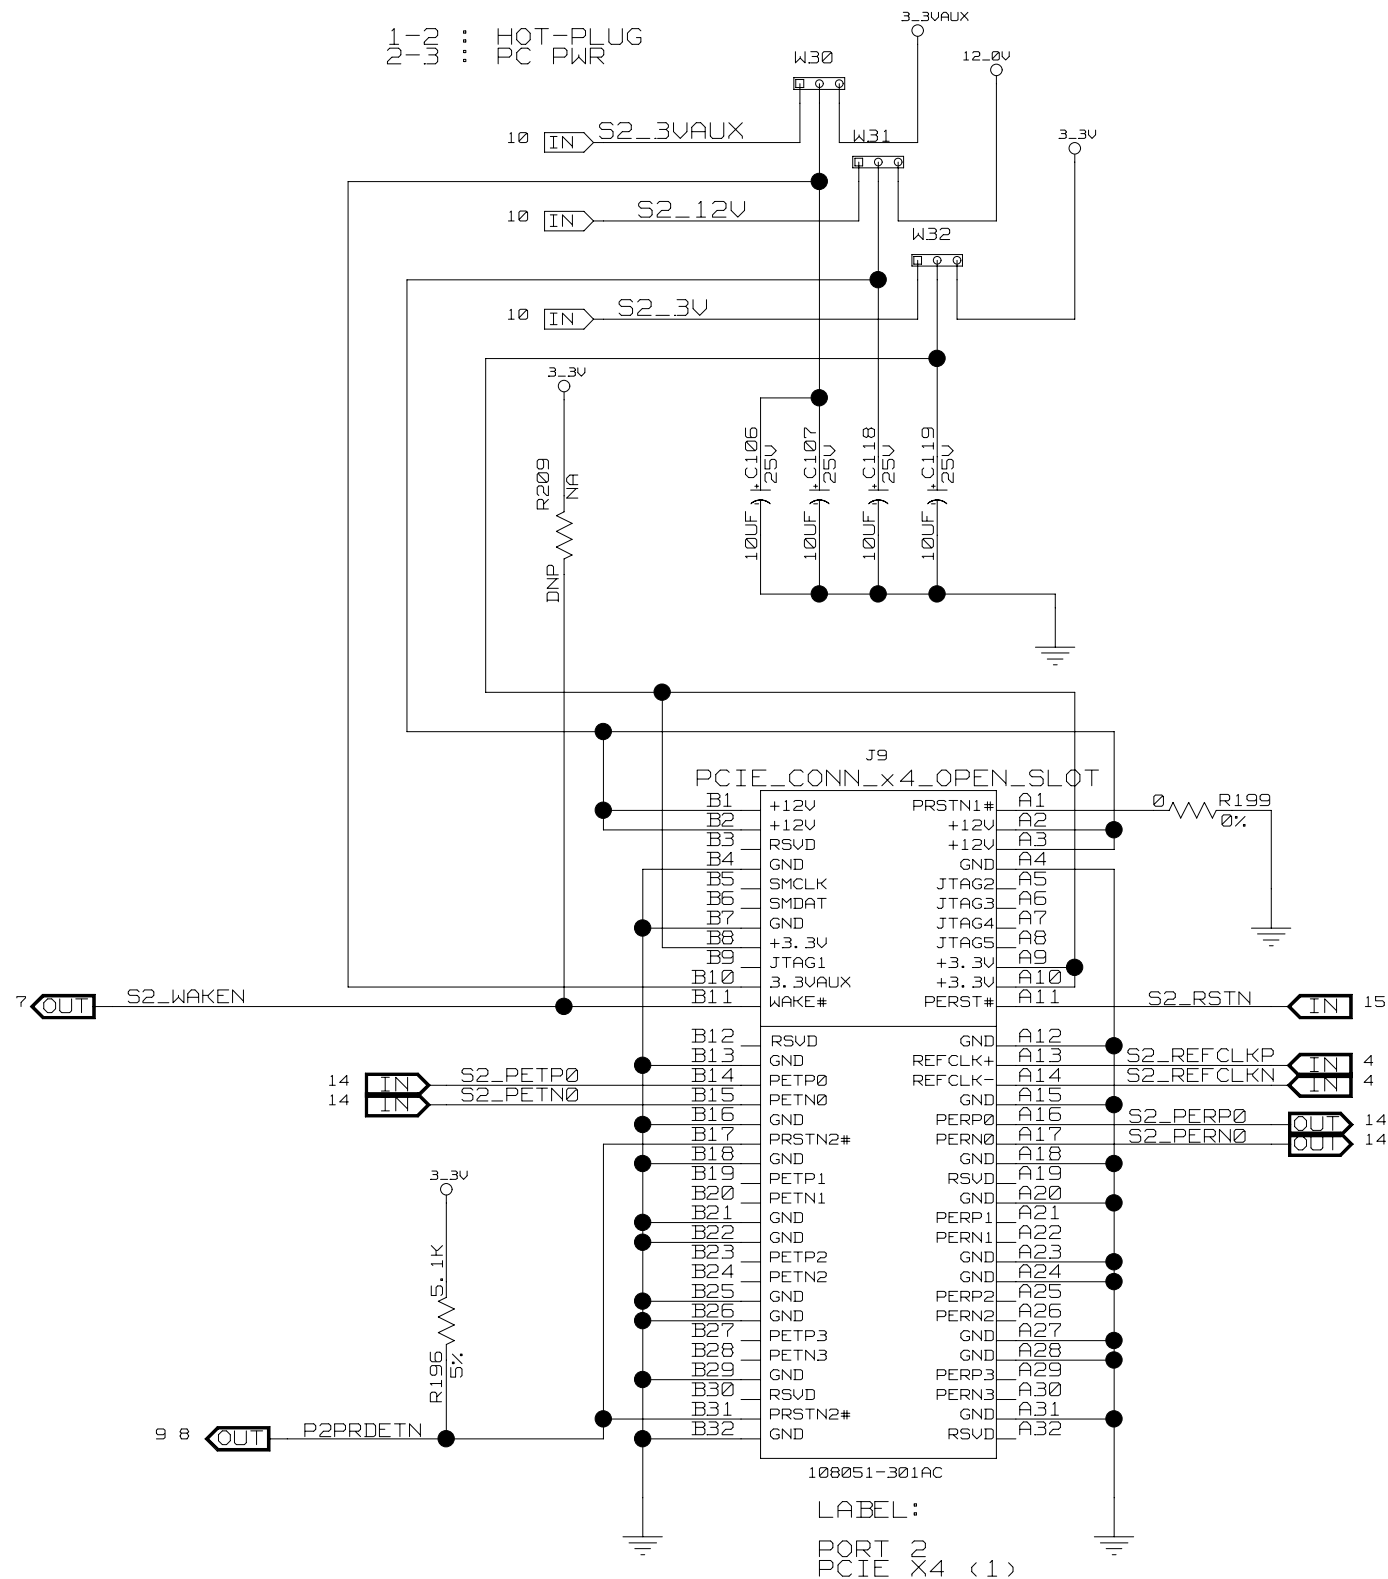 1-2 : HOT-PLUG
2-3 : PC PWR
3_3VAUX
W30
12_0V
10 IN S2_3VAUX
W31
3_3V
10 IN S2_12V
W32
10 IN S2_3V
3_3V
R209
NA
DNP
C106
25V
10UF
+
C107
25V
10UF
+
C118
25V
10UF
+
C119
25V
10UF
+
J9
PCIE_CONN_x4_OPEN_SLOT
B1 +12V PRSTN1# A1
0 R199
0%
B2 +12V +12V A2
B3 RSVD +12V A3
B4 GND GND A4
B5 SMCLK JTAG2 A5
B6 SMDAT JTAG3 A6
B7 GND JTAG4 A7
B8 +3.3V JTAG5 A8
B9 JTAG1 +3.3V A9
B10 3.3VAUX +3.3V A10
7 OUT S2_WAKEN B11 WAKE# PERST# A11 S2_RSTN IN 15
B12 RSVD GND A12
B13 GND REFCLK+ A13 S2_REFCLKP IN 4
14 IN S2_PETP0 B14 PETP0 REFCLK- A14 S2_REFCLKN IN 4
14 IN S2_PETN0 B15 PETN0 GND A15
B16 GND PERP0 A16 S2_PERP0 OUT 14
B17 PRSTN2# PERN0 A17 S2_PERN0 OUT 14
B18 GND GND A18
B19 PETP1 RSVD A19
B20 PETN1 GND A20
B21 GND PERP1 A21
B22 GND PERN1 A22
B23 PETP2 GND A23
B24 PETN2 GND A24
B25 GND PERP2 A25
B26 GND PERN2 A26
B27 PETP3 GND A27
B28 PETN3 GND A28
B29 GND PERP3 A29
B30 RSVD PERN3 A30
B31 PRSTN2# GND A31
B32 GND RSVD A32
3_3V
5.1K
R196
5%
9 8 OUT P2PRDETN
108051-301AC
LABEL:
PORT 2
PCIE X4 (1)